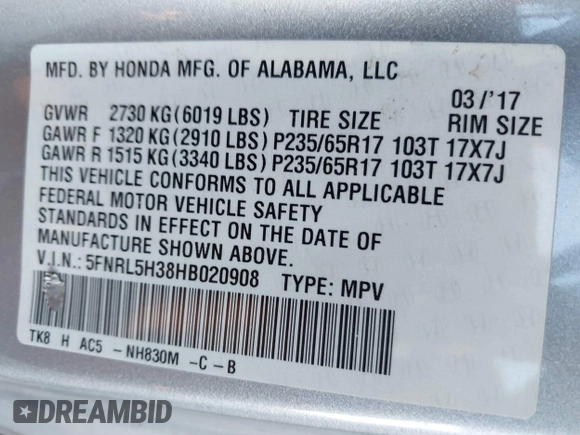 MFD. BY HONDA MFG. OF ALABAMA, LLC
03/'17
GVWR 2730 KG(6019 LBS) TIRE SIZE RIM SIZE
GAWR F 1320 KG(2910 LBS) P235/65R17 103T 17X7J
GAWR R 1515 KG(3340 LBS) P235/65R17 103T 17X7J
THIS VEHICLE CONFORMS TO ALL APPLICABLE
FEDERAL MOTOR VEHICLE SAFETY
STANDARDS IN EFFECT ON THE DATE OF
MANUFACTURE SHOWN ABOVE.
V.I.N.: 5FNRL5H38HB020908 TYPE: MPV
TK8 H AC5 -NH830M -C-B
DREAMBID